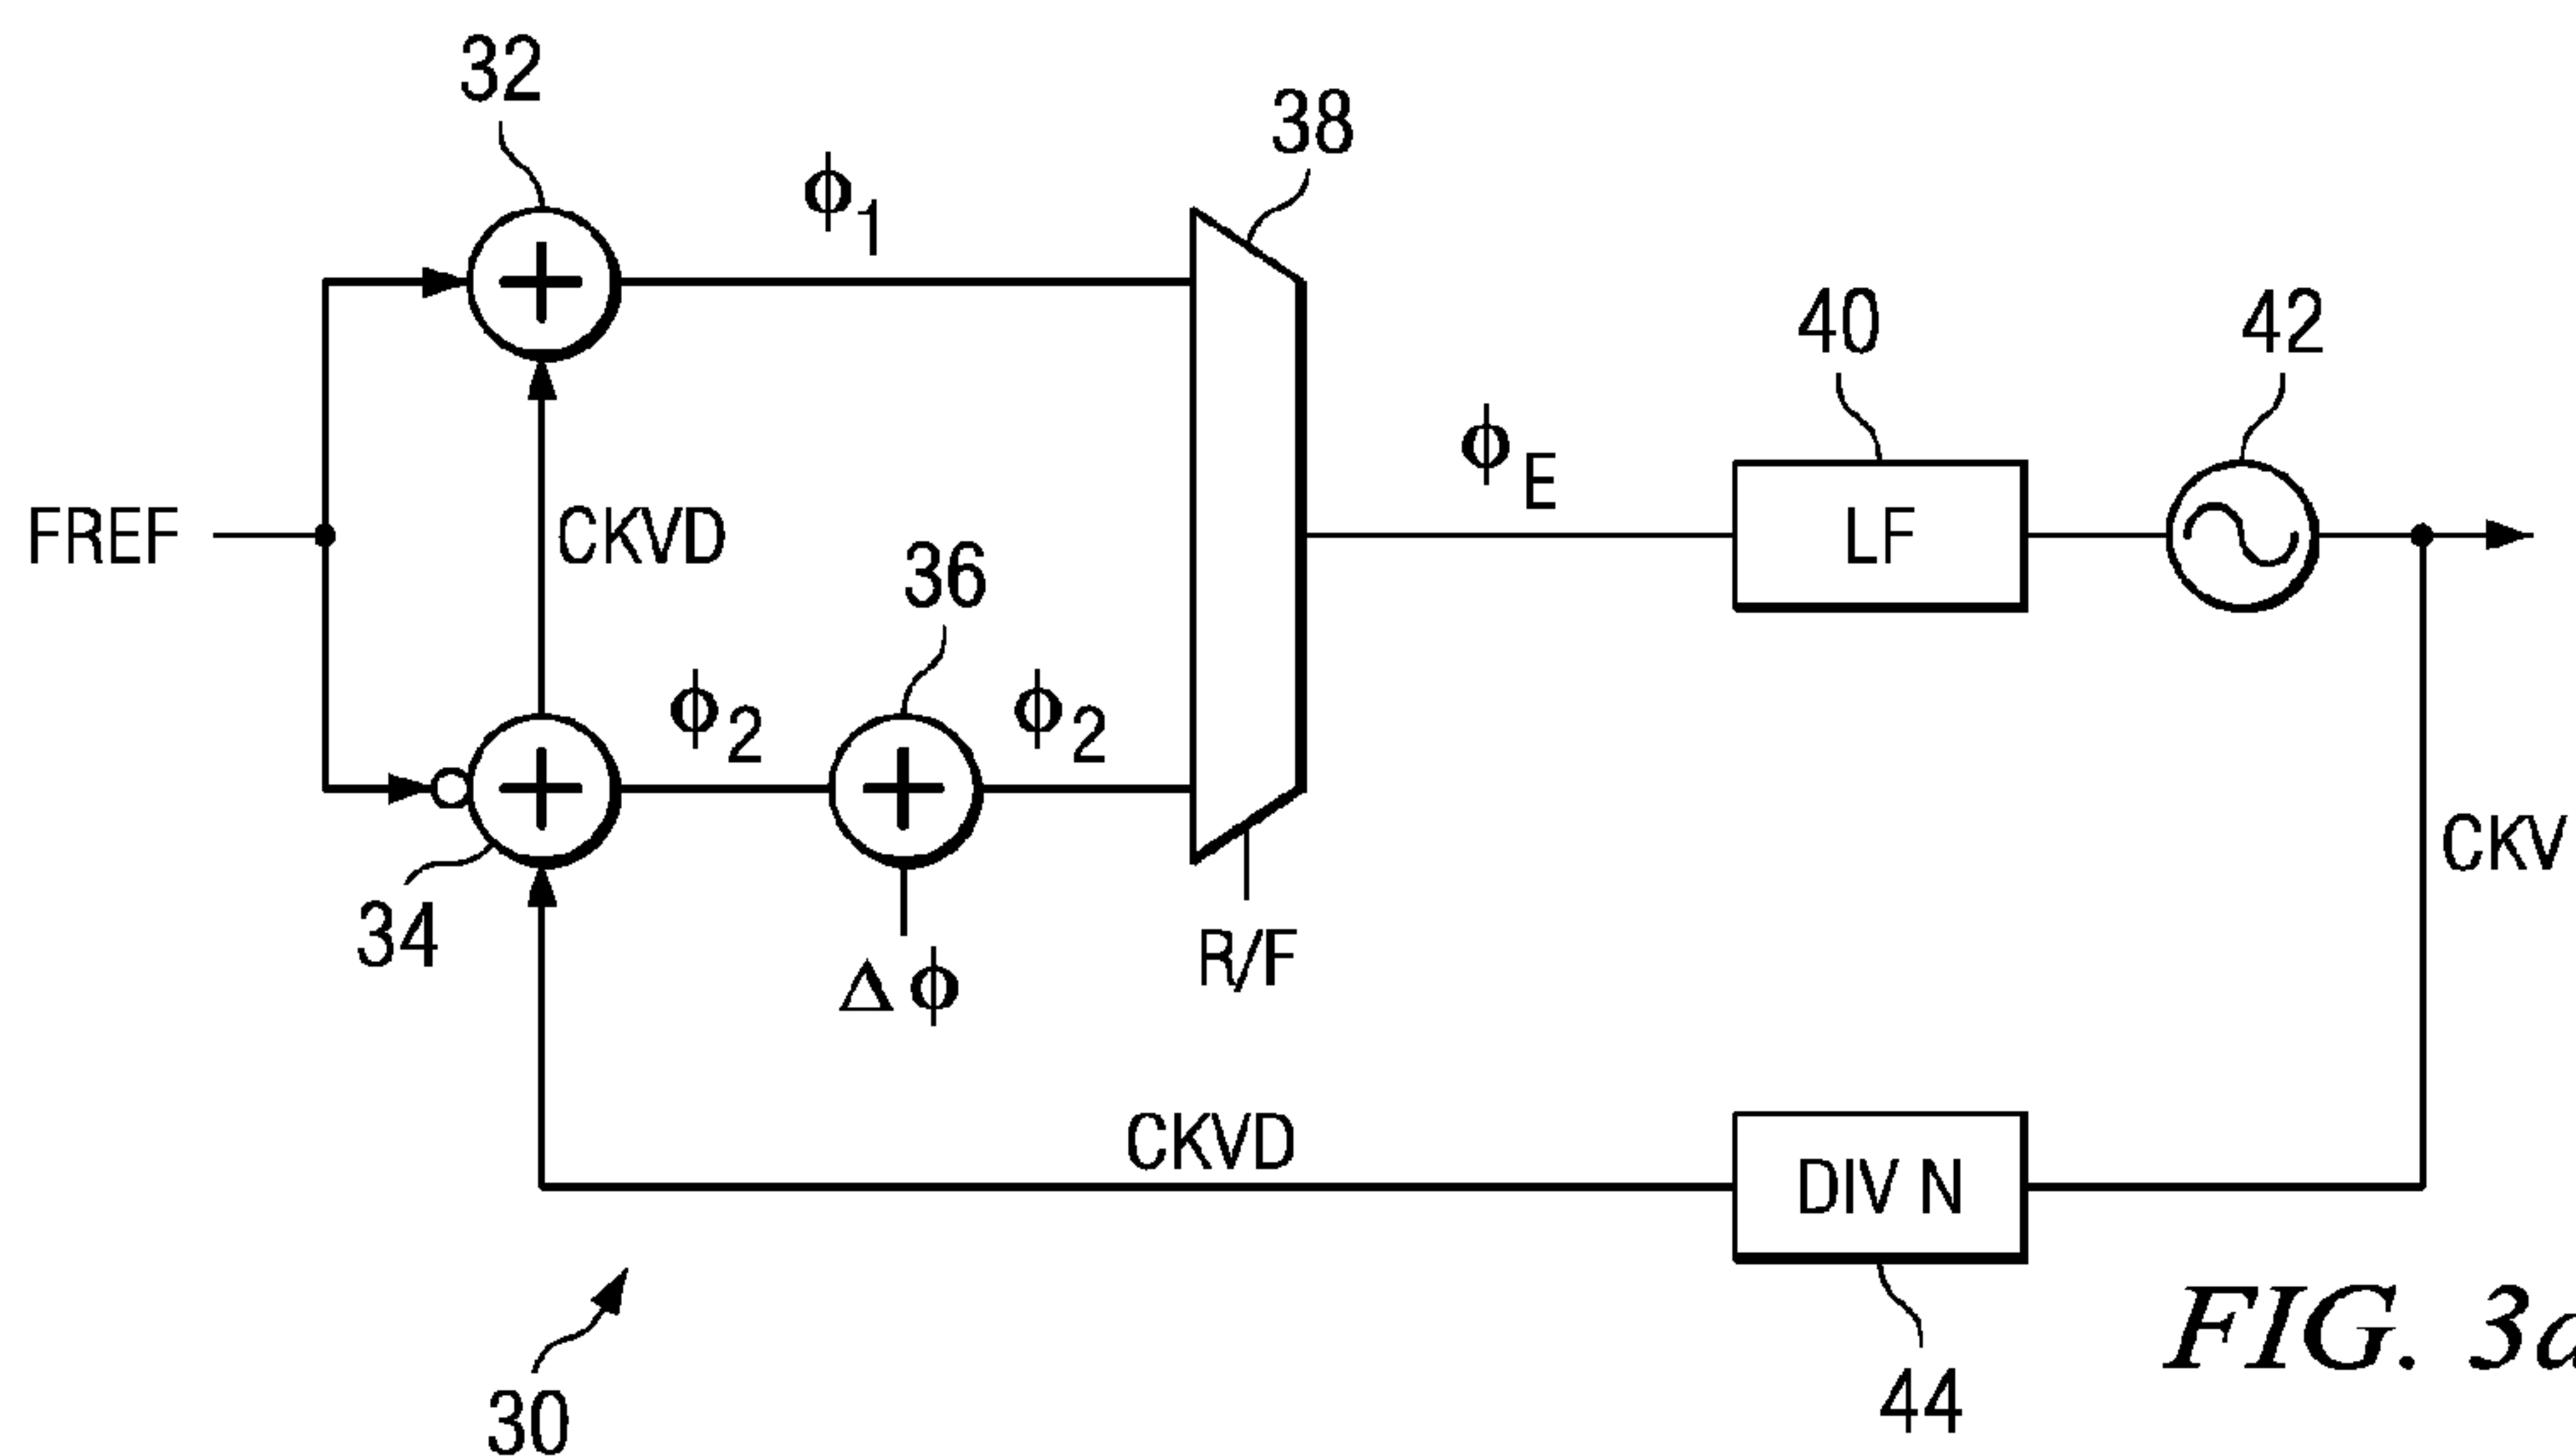 32
38
ϕ1
40
42
FREF
CKVD
36
ϕE
LF
ϕ2
ϕ2
CKV
34
R/F
Δϕ
CKVD
DIV N
30
44
FIG. 3a